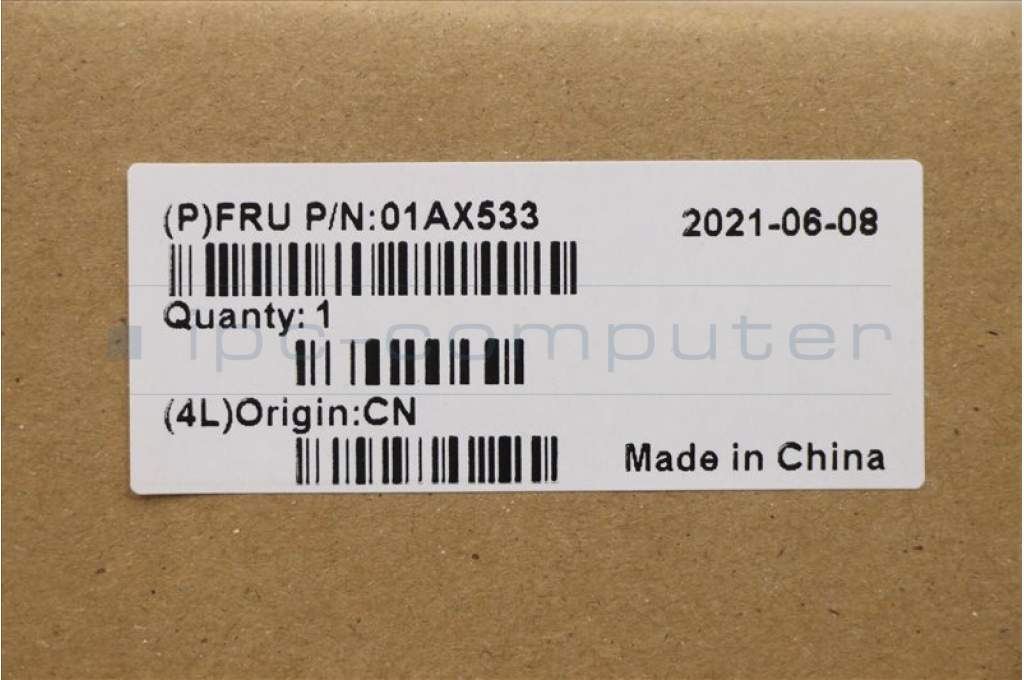 (P)FRU P/N:01AX533 2021-06-08
Quanty: 1
ipc-computer
(4L)Origin:CN
Made in China